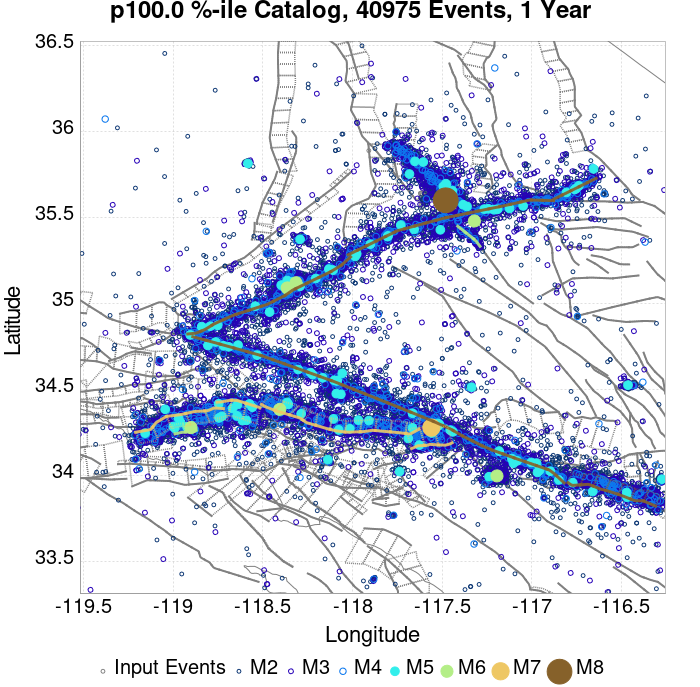 p100.0 %-ile Catalog, 40975 Events, 1 Year
36.5
36
35.5
35
34.5
34
33.5
Latitude
-119.5 -119 -118.5 -118 -117.5 -117 -116.5
Longitude
Input Events M2 M3 M4 M5 M6 M7 M8